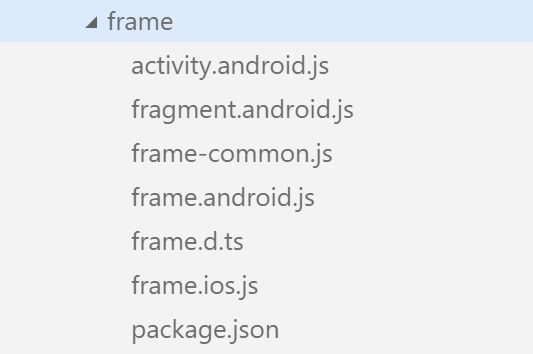 frame
activity.android.js
fragment.android.js
frame-common.js
frame.android.js
frame.d.ts
frame.ios.js
package.json